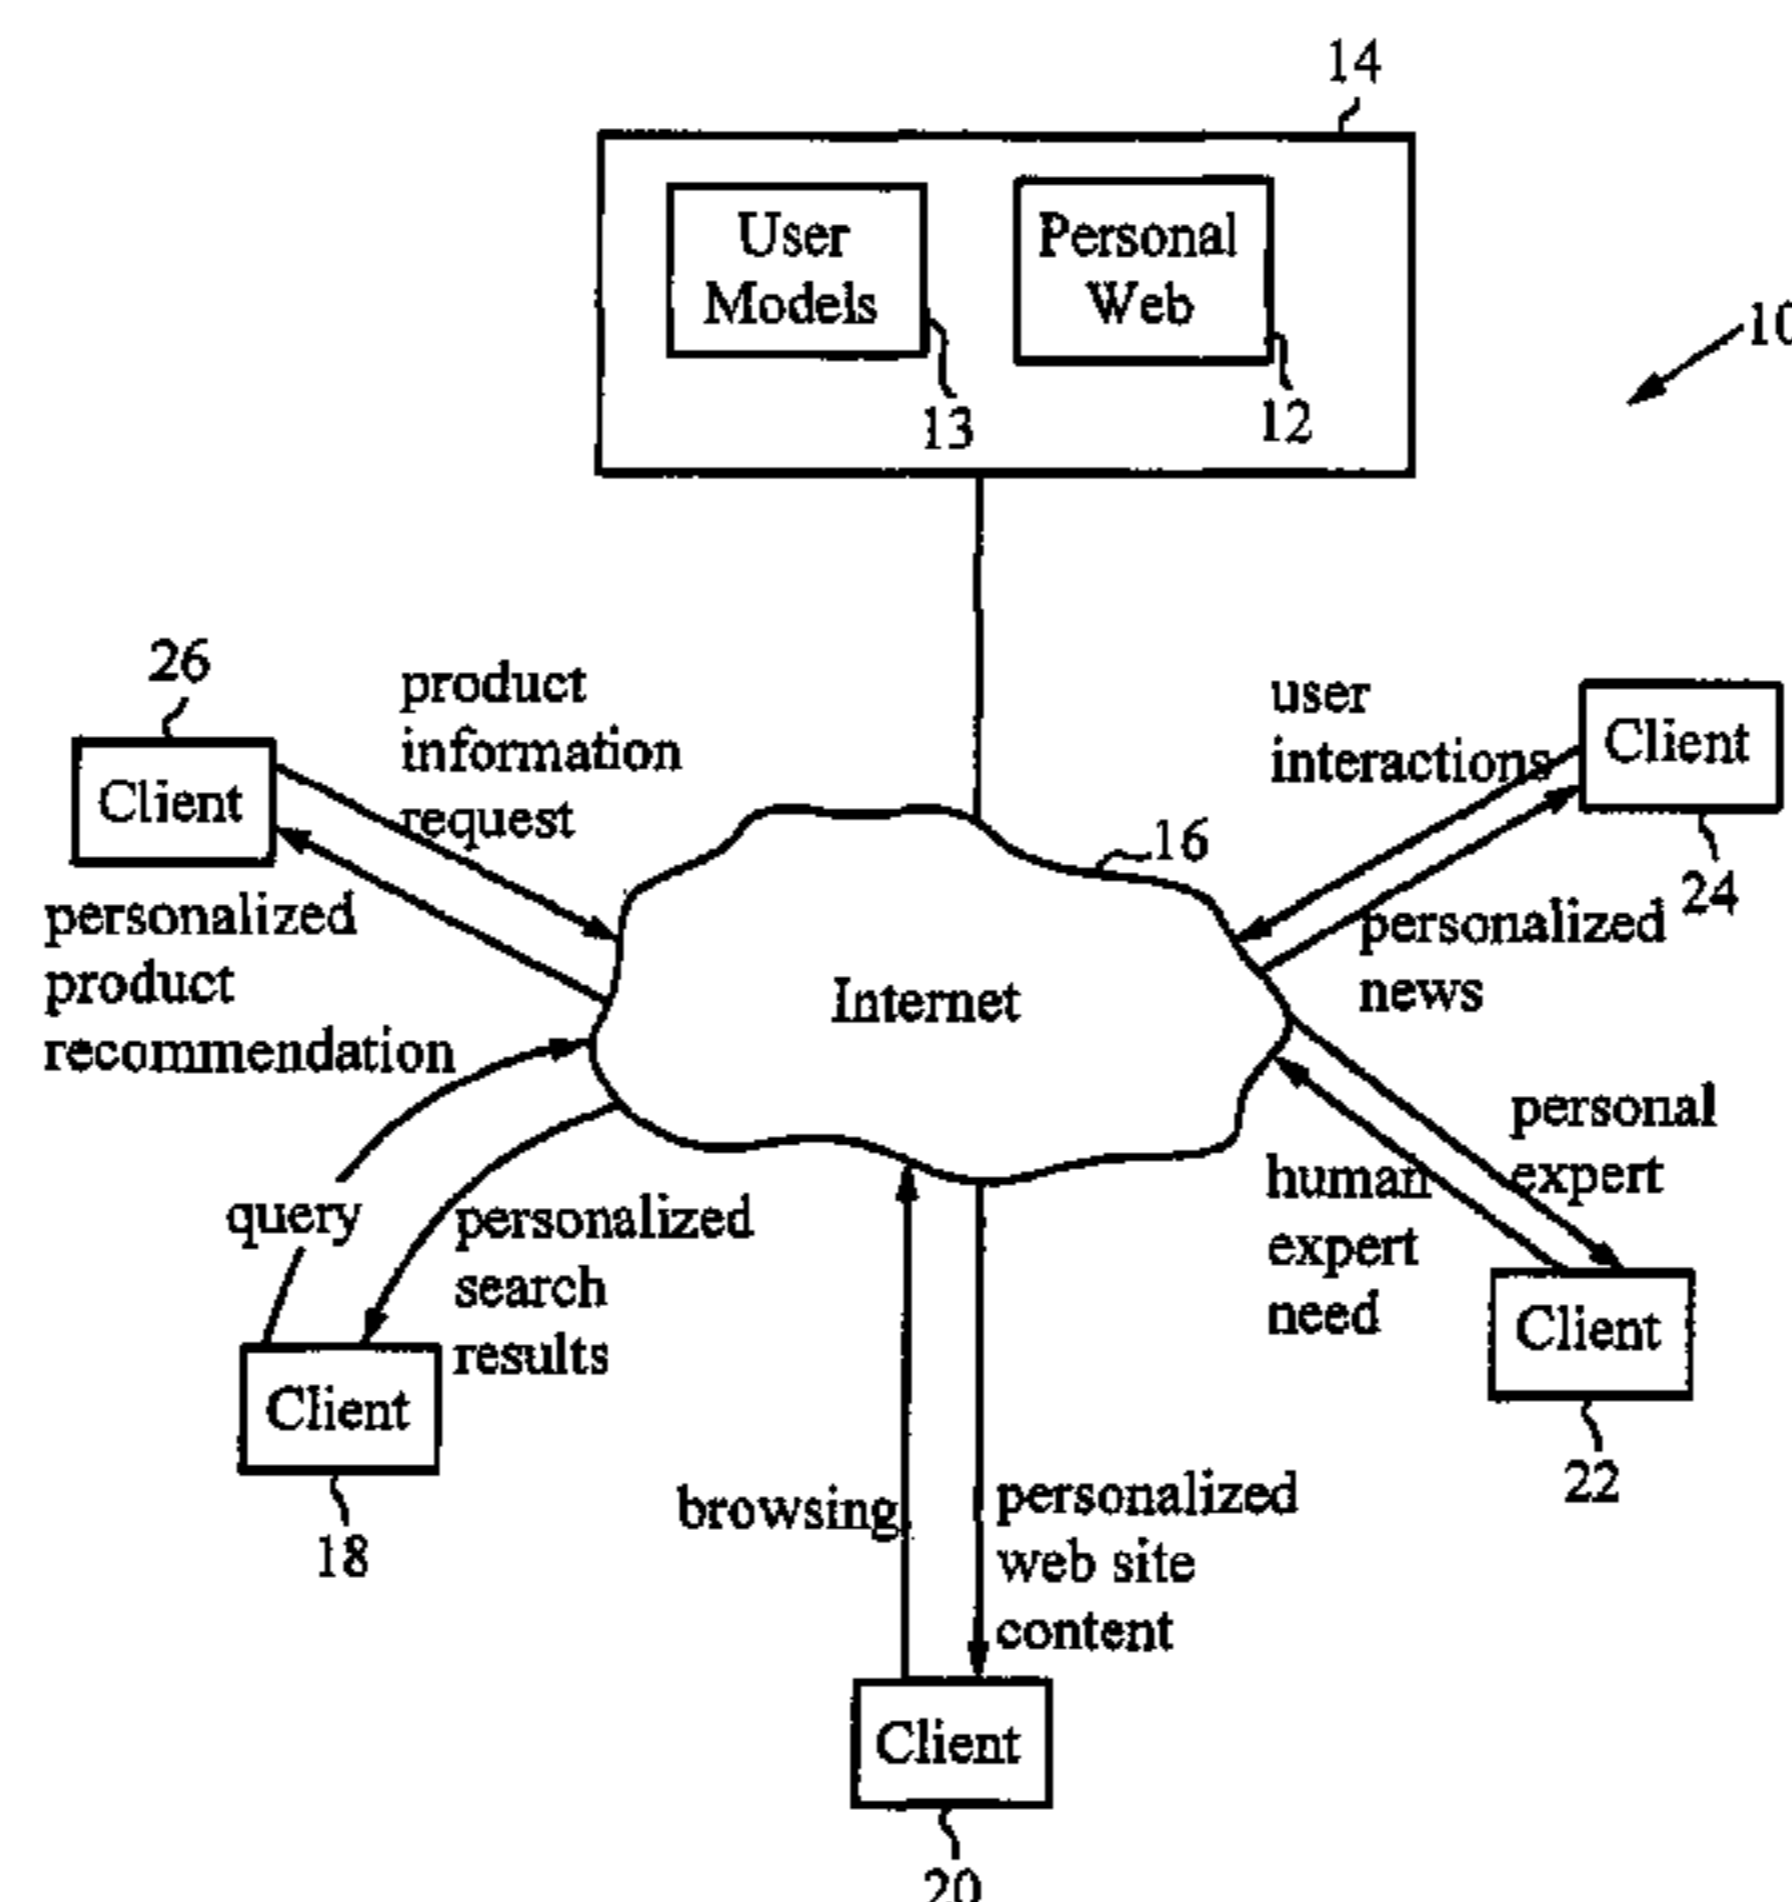 14
User
Models
Personal
Web
13
12
10
26
Client
product
information
request
personalized
product
recommendation
user
interactions
Client
24
personalized
news
16
Internet
query
personalized
search
results
Client
18
browsing
personalized
web site
content
Client
20
personal
expert
human
expert
need
Client
22